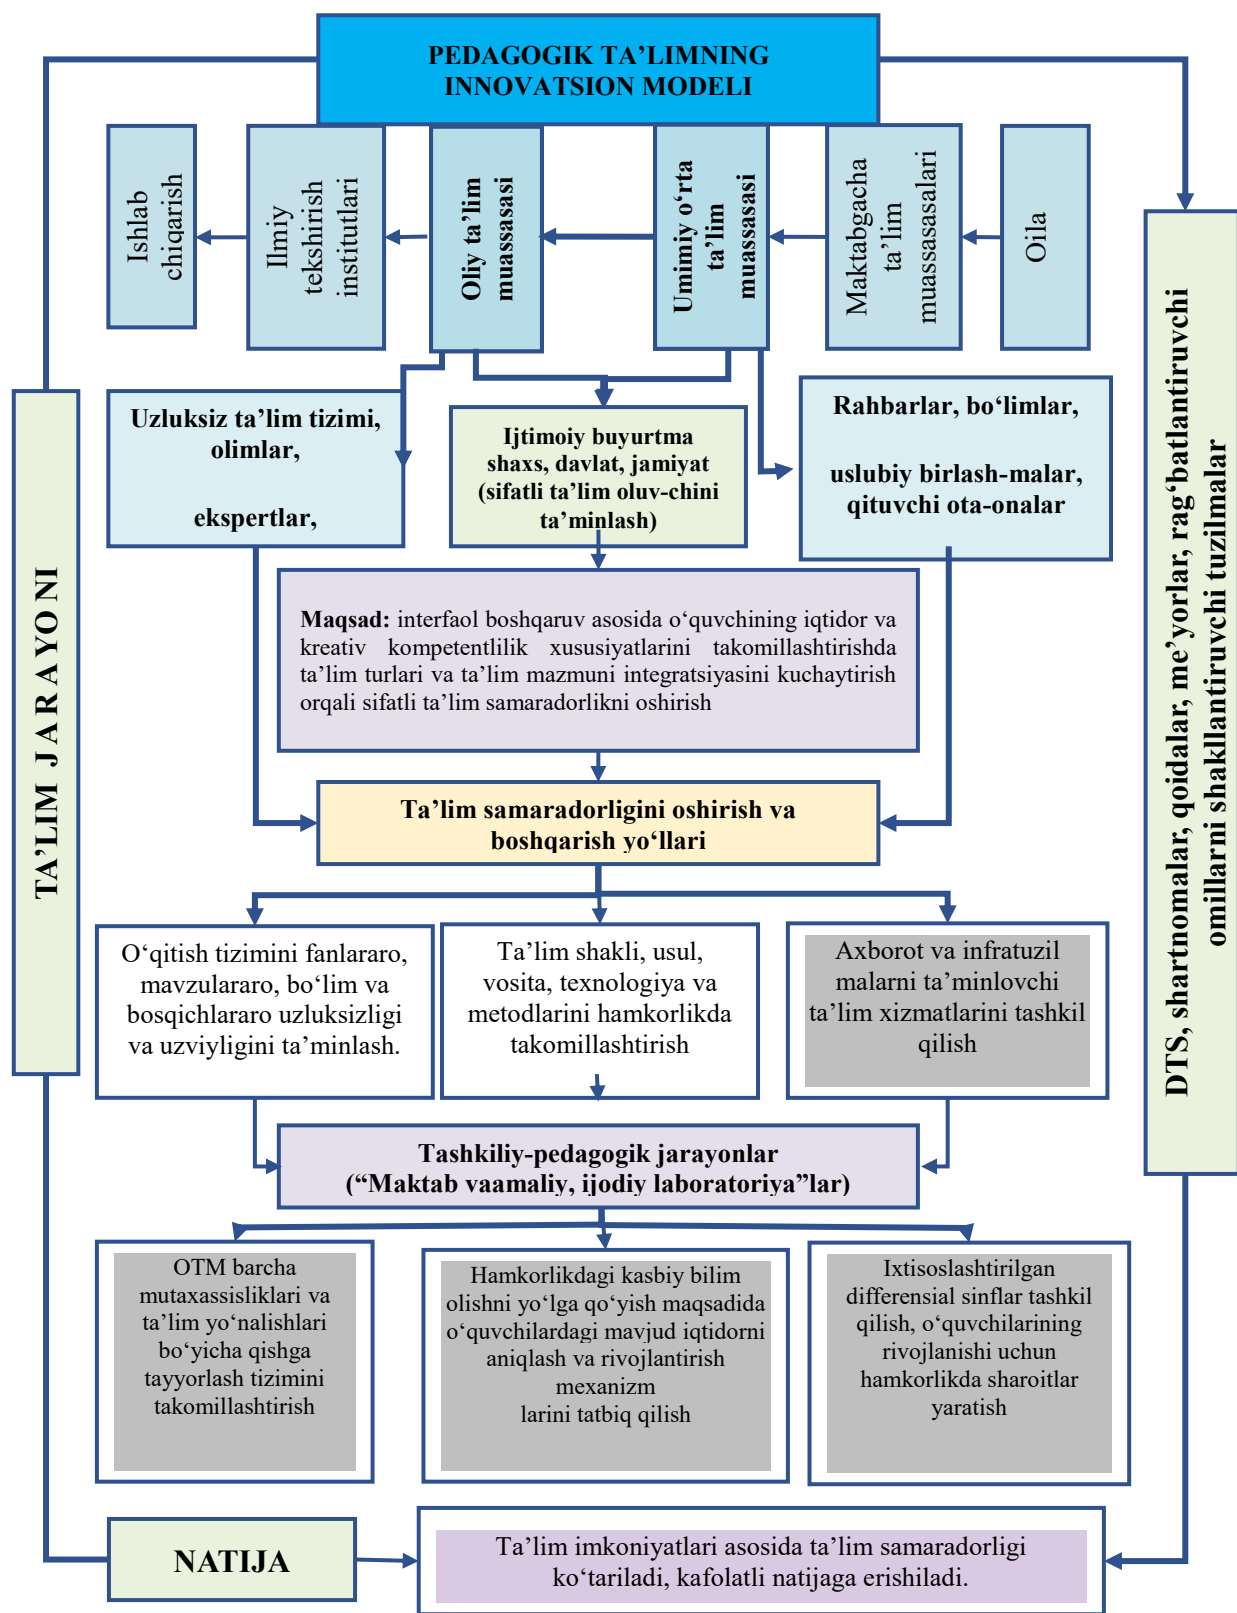 PEDAGOGIK TA’LIMNING
INNOVATSION MODELI
Ishlab
chiqarish
Ilmiy
tekshirish
institutlari
Oliy ta’lim
muassasasi
Umimiy o‘rta
ta’lim
muassasasi
Maktabgacha
ta’lim
muassasasalari
Oila
TA’LIM JARAYONI
DTS, shartnomalar, qoidalar, me’yorlar, rag‘batlantiruvchi
omillarni shakllantiruvchi tuzilmalar
Uzluksiz ta’lim tizimi,
olimlar,
ekspertlar,
Ijtimoiy buyurtma
shaxs, davlat, jamiyat
(sifatli ta’lim oluv-chini
ta’minlash)
Rahbarlar, bo‘limlar,
uslubiy birlash-malar,
qituvchi ota-onalar
Maqsad: interfaol boshqaruv asosida o‘quvchining iqtidor va
kreativ kompetentlilik xususiyatlarini takomillashtirishda
ta’lim turlari va ta’lim mazmuni integratsiyasini kuchaytirish
orqali sifatli ta’lim samaradorlikni oshirish
Ta’lim samaradorligini oshirish va
boshqarish yo‘llari
O‘qitish tizimini fanlararo,
mavzulararo, bo‘lim va
bosqichlararo uzluksizligi
va uzviyligini ta’minlash.
Ta’lim shakli, usul,
vosita, texnologiya va
metodlarini hamkorlikda
takomillashtirish
Axborot va infratuzil
malarni ta’minlovchi
ta’lim xizmatlarini tashkil
qilish
Tashkiliy-pedagogik jarayonlar
(“Maktab vaamaliy, ijodiy laboratoriya”lar)
OTM barcha
mutaxassisliklari va
ta’lim yo‘nalishlari
bo‘yicha qishga
tayyorlash tizimini
takomillashtirish
Hamkorlikdagi kasbiy bilim
olishni yo‘lga qo‘yish maqsadida
o‘quvchilardagi mavjud iqtidorni
aniqlash va rivojlantirish
mexanizm
larini tatbiq qilish
Ixtisoslashtirilgan
differensial sinflar tashkil
qilish, o‘quvchilarining
rivojlanishi uchun
hamkorlikda sharoitlar
yaratish
NATIJA
Ta’lim imkoniyatlari asosida ta’lim samaradorligi
ko‘tariladi, kafolatli natijaga erishiladi.